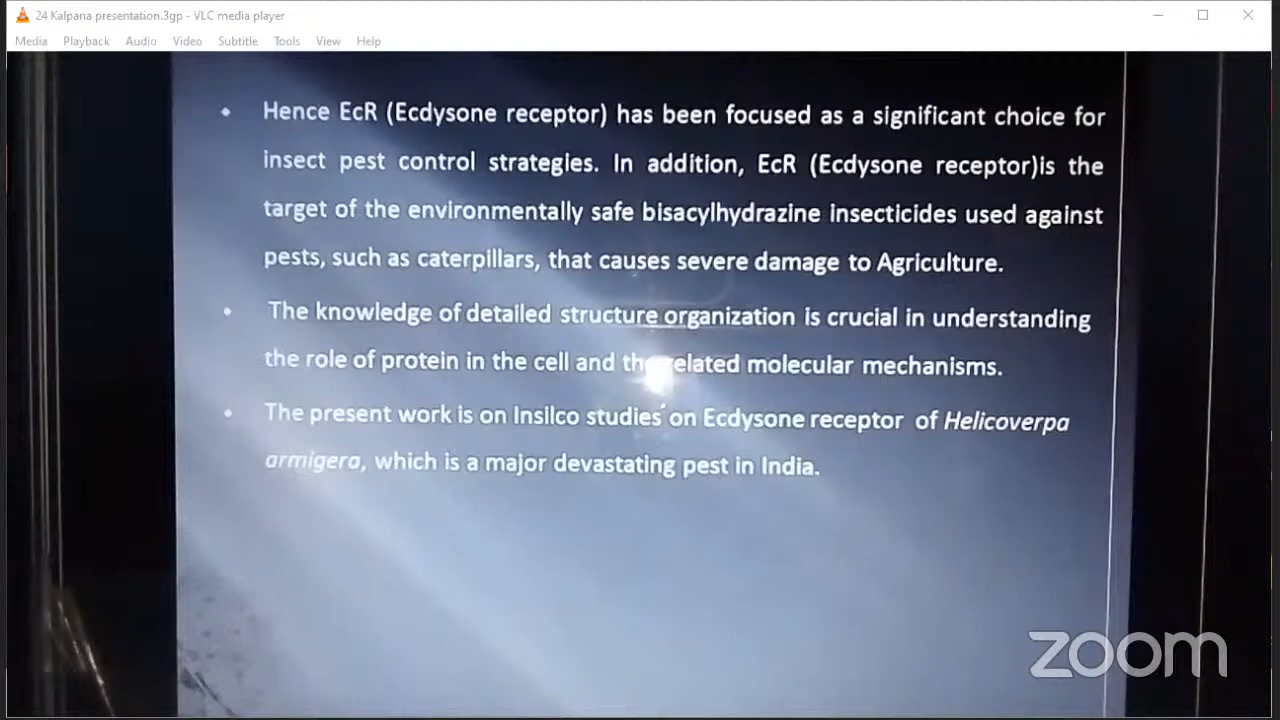 24 Kalpana presentation.3gp - VLC media player
Media Playback Audio Video Subtitle Tools View Help
• Hence EcR (Ecdysone receptor) has been focused as a significant choice for
insect pest control strategies. In addition, EcR (Ecdysone receptor)is the
target of the environmentally safe bisacylhydrazine insecticides used against
pests, such as caterpillars, that causes severe damage to Agriculture.
• The knowledge of detailed structure organization is crucial in understanding
the role of protein in the cell and the related molecular mechanisms.
• The present work is on Insilco studies on Ecdysone receptor of Helicoverpa
armigera, which is a major devastating pest in India.
zoom